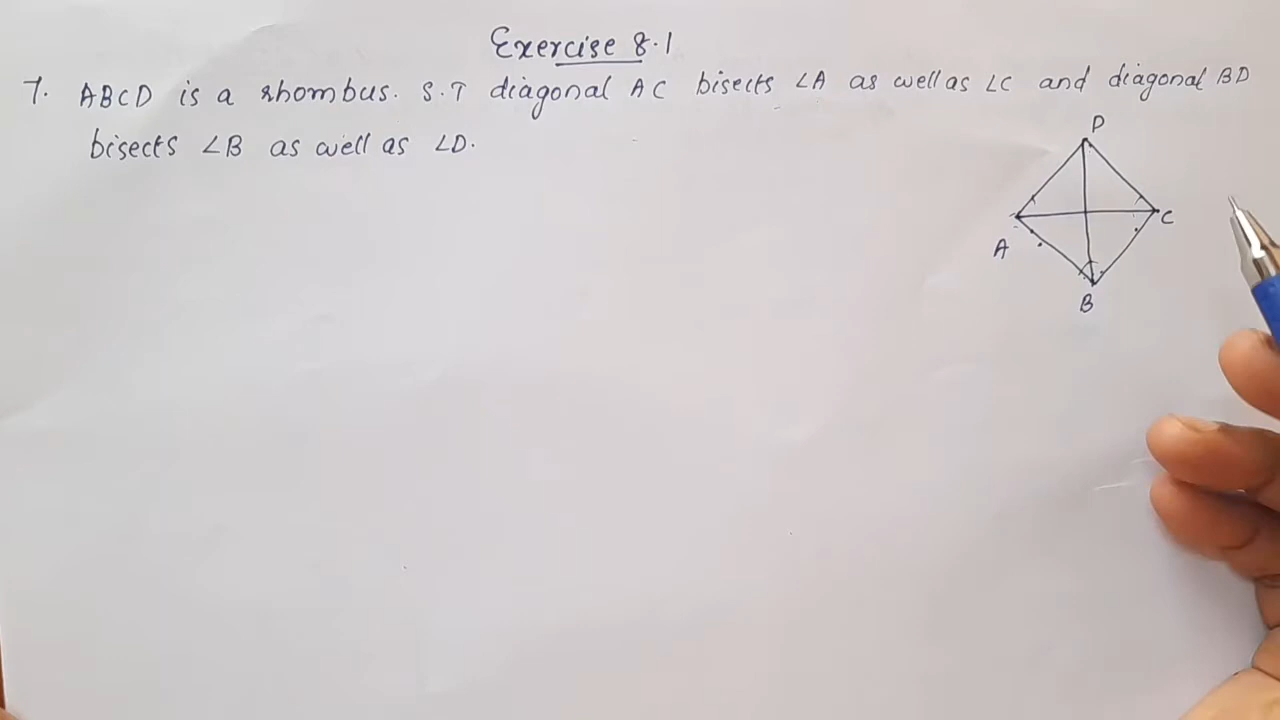 Exercise 8.1
7. ABCD is a rhombus. S.T diagonal AC bisects ∠A as well as ∠C and diagonal BD
bisects ∠B as well as ∠D.
D
A
C
B